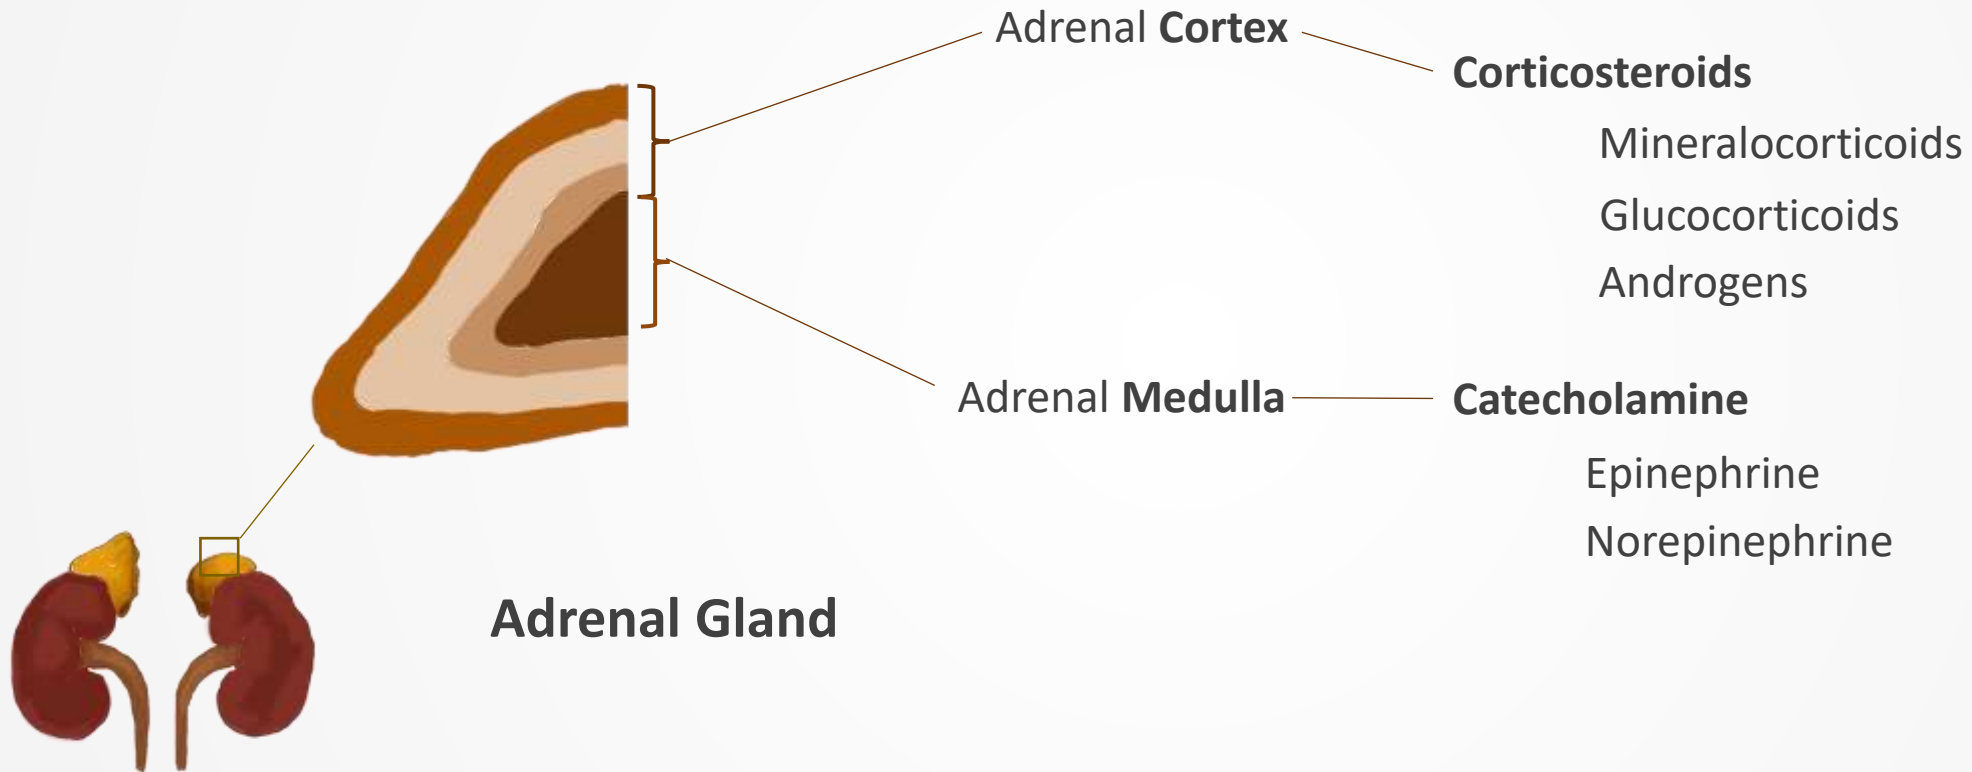 Adrenal Cortex
Corticosteroids
Mineralocorticoids
Glucocorticoids
Androgens
Adrenal Medulla
Catecholamine
Epinephrine
Norepinephrine
Adrenal Gland